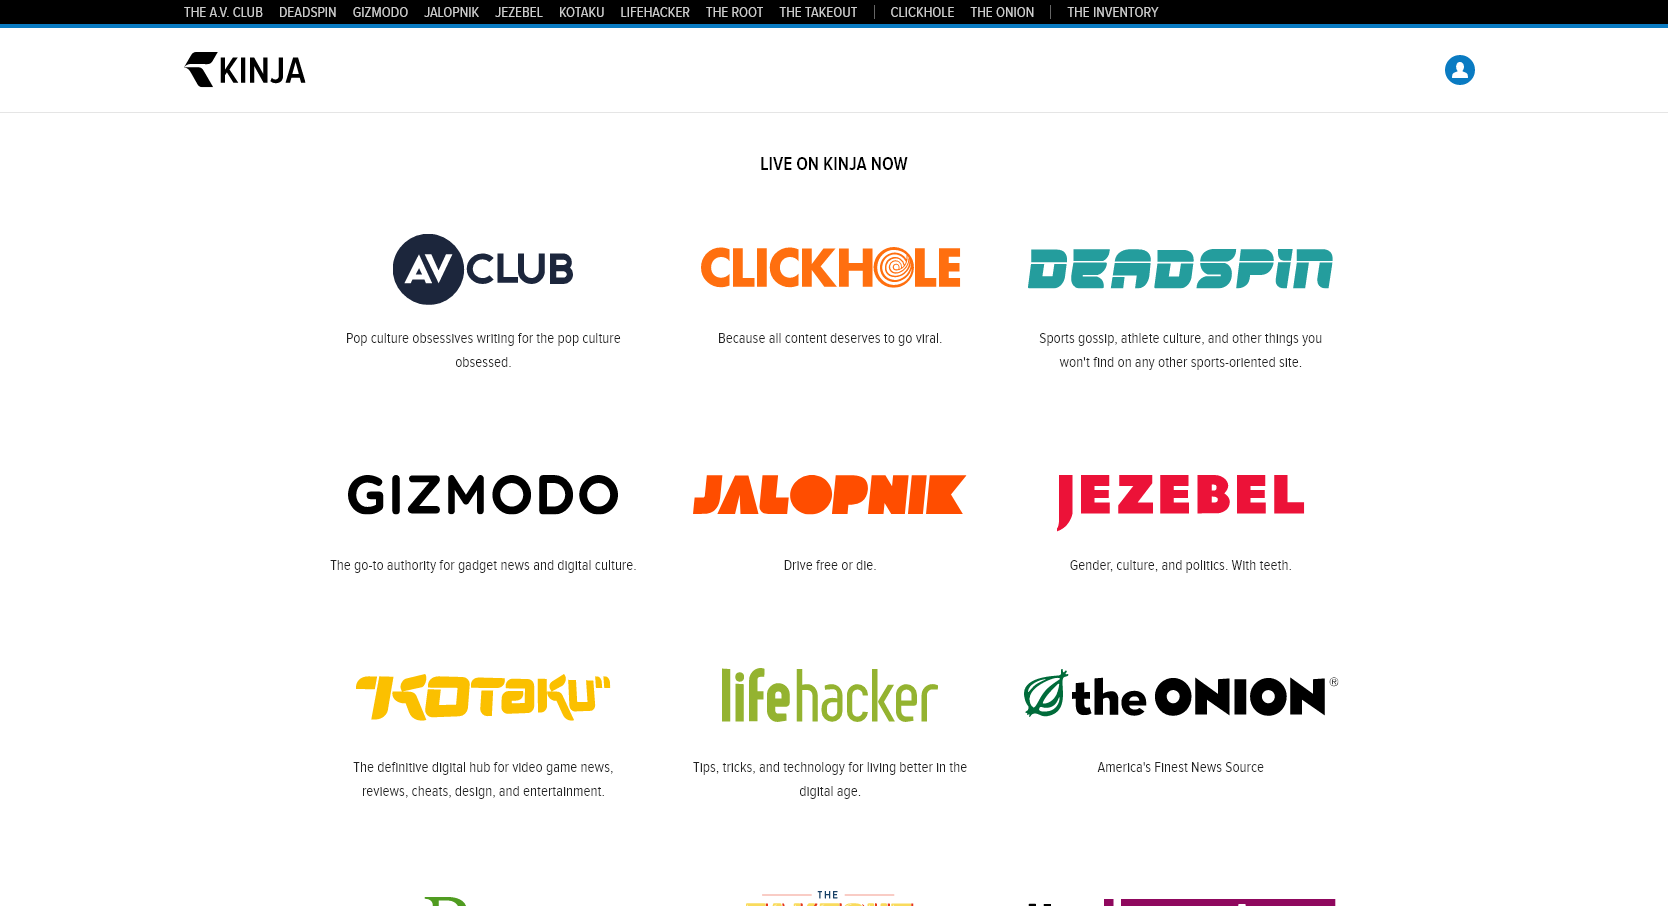 THE A.V. CLUB DEADSPIN GIZMODO JALOPNIK JEZEBEL KOTAKU LIFEHACKER THE ROOT THE TAKEOUT CLICKHOLE THE ONION THE INVENTORY
KINJA
LIVE ON KINJA NOW
AV CLUB
CLICKHOLE
DEADSPIN
Pop culture obsessives writing for the pop culture
obsessed.
Because all content deserves to go viral.
Sports gossip, athlete culture, and other things you
won't find on any other sports-oriented site.
GIZMODO
JALOPNIK
JEZEBEL
The go-to authority for gadget news and digital culture.
Drive free or die.
Gender, culture, and politics. With teeth.
KOTAKU
lifehacker
the ONION®
The definitive digital hub for video game news,
reviews, cheats, design, and entertainment.
Tips, tricks, and technology for living better in the
digital age.
America's Finest News Source
THE